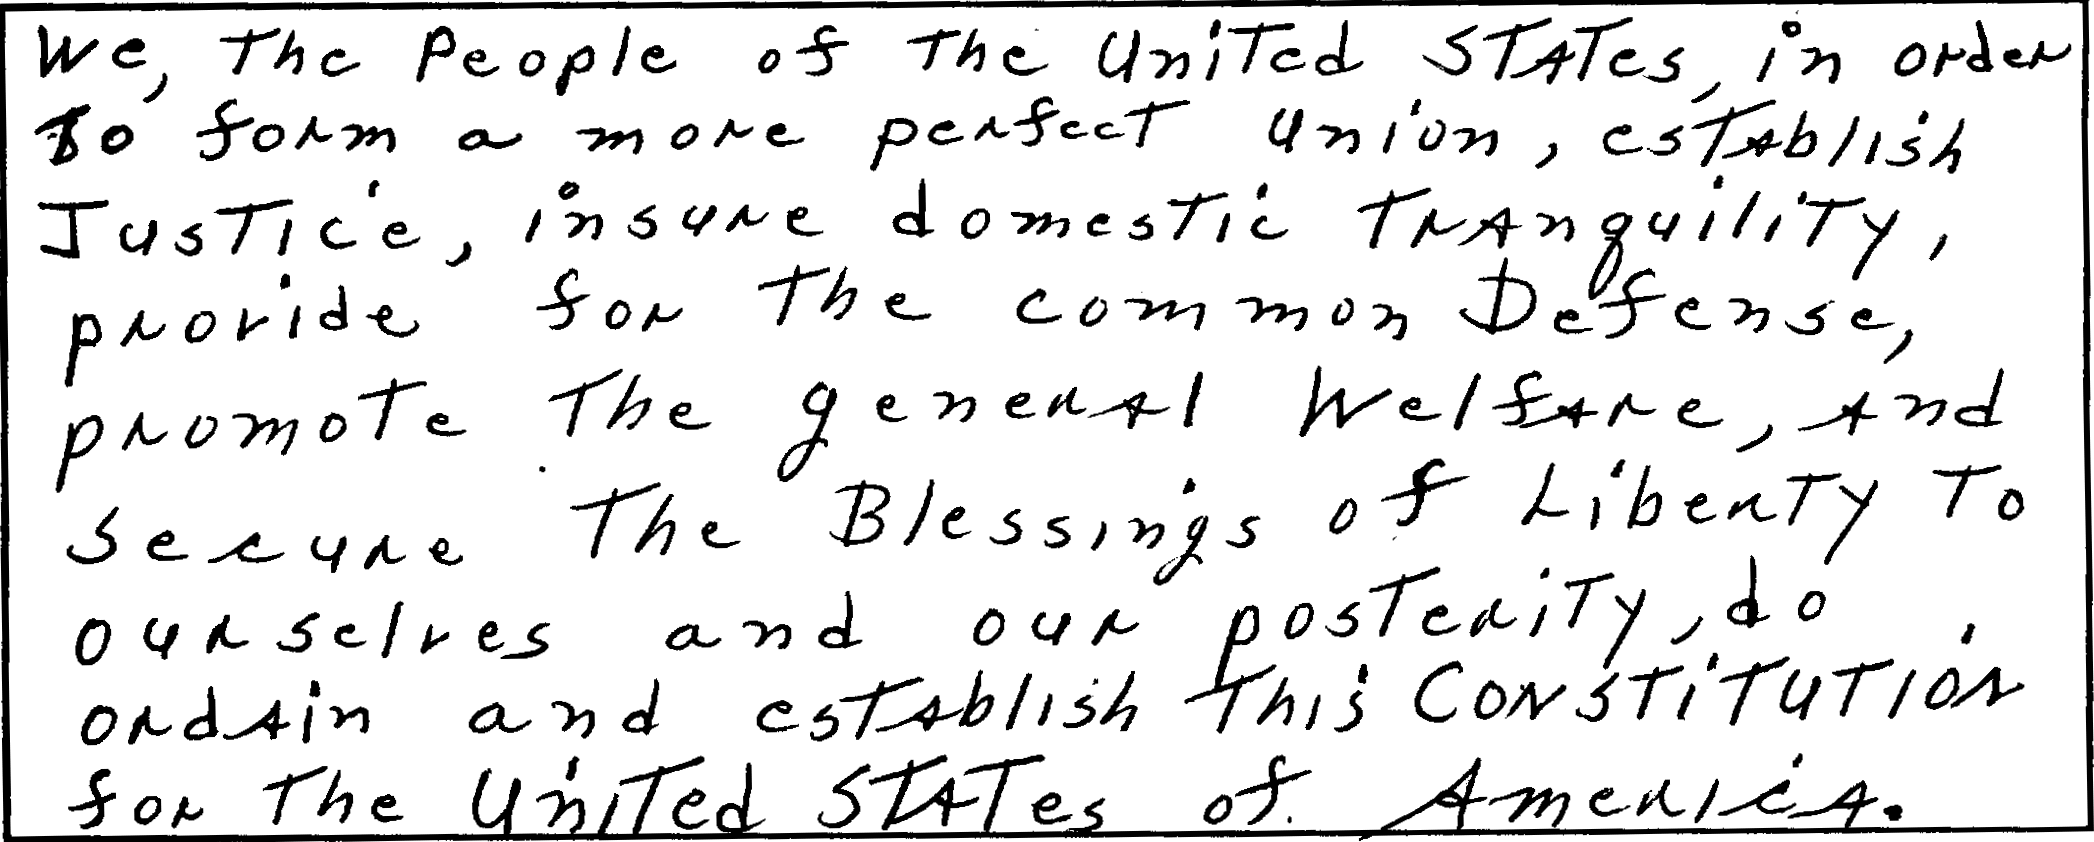 We, the People of the United States, in order
to form a more perfect union, establish
Justice, insure domestic Tranquility,
provide for the common Defense,
promote the general Welfare, and
secure the Blessings of Liberty to
ourselves and our posterity, do
ordain and establish this Constitution
for the United States of America.